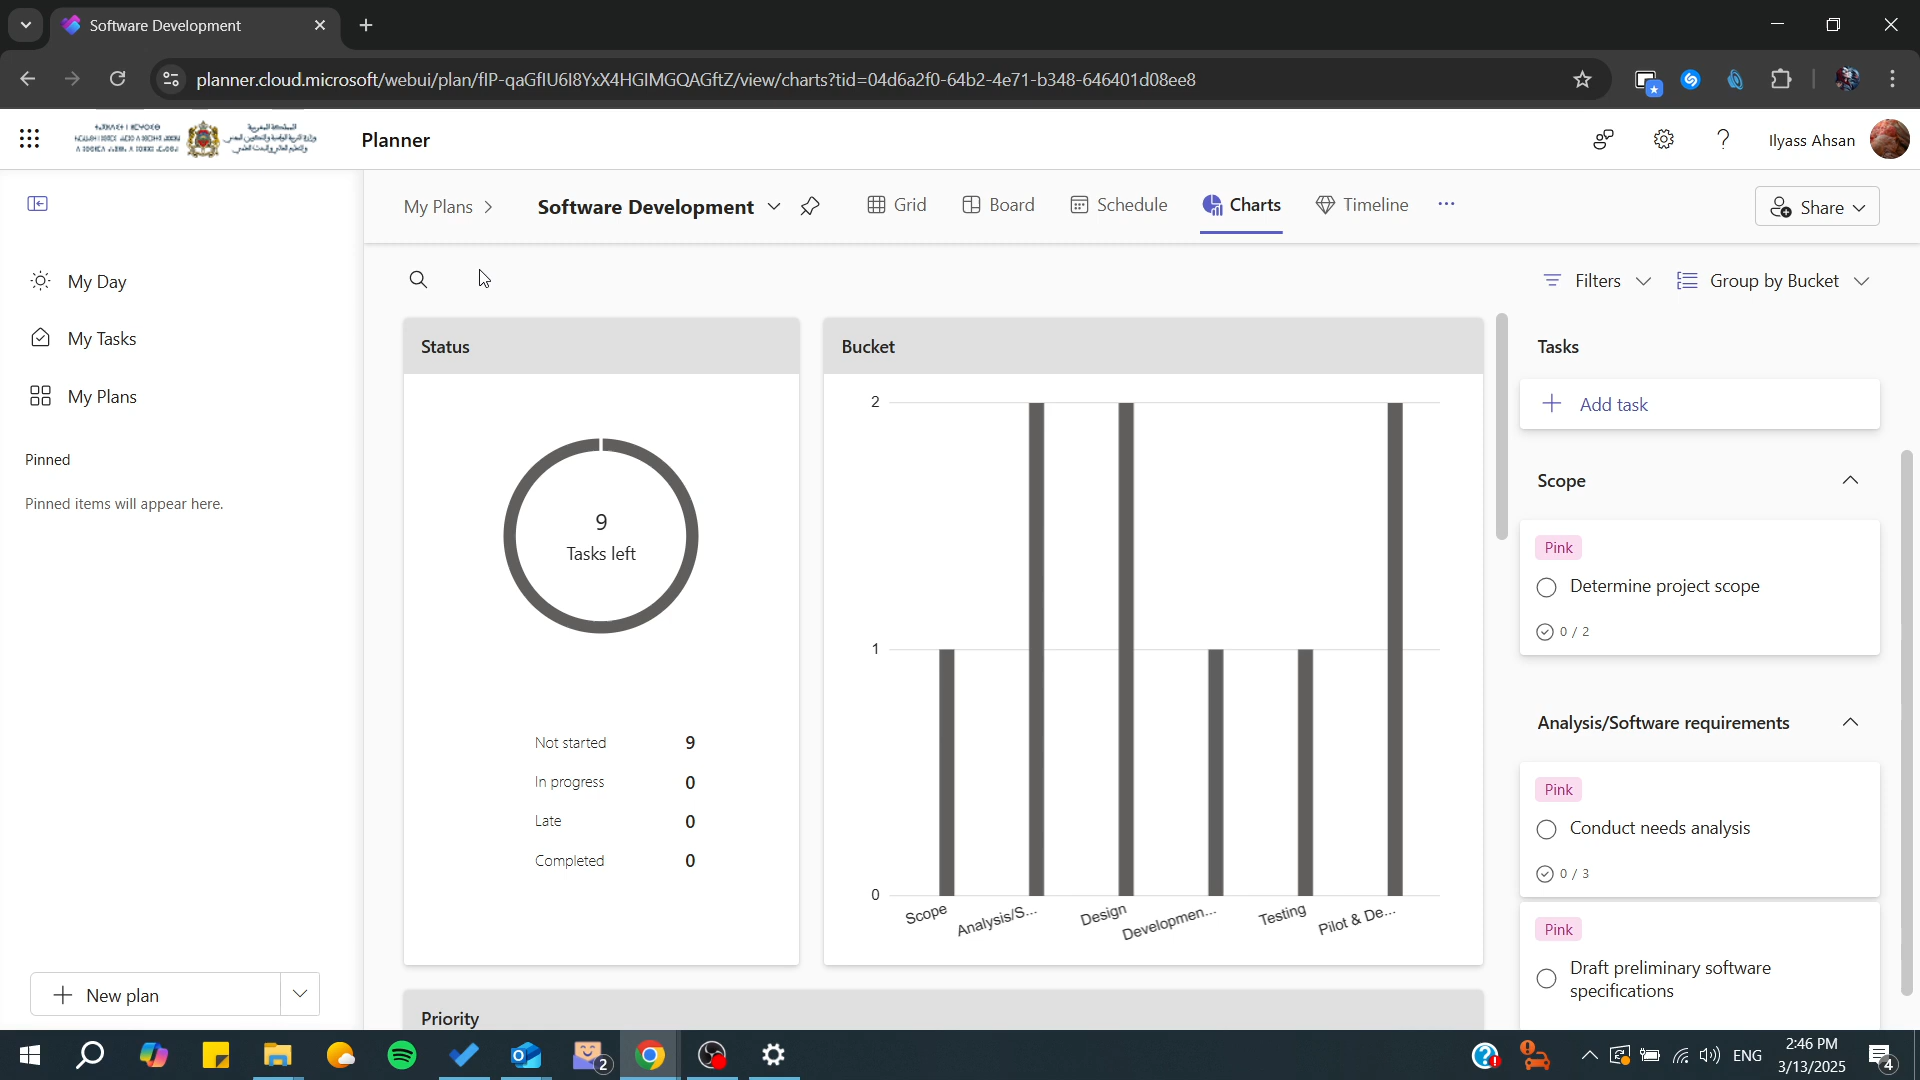 Software Development
planner.cloud.microsoft/webui/plan/fIP-qaGfIU6I8YxX4HGIMGQAGftZ/view/charts?tid=04d6a2f0-64b2-4e71-b348-646401d08ee8
المملكة المغربية
Planner
?
Ilyass Ahsan
My Plans
Software Development
Grid
Board
Schedule
Charts
Timeline
Share
My Day
My Tasks
My Plans
Pinned
Pinned items will appear here.
New plan
Filters
Group by Bucket
Status
9
Tasks left
Not started 9
In progress 0
Late 0
Completed 0
Bucket
2
1
0
Scope
Analysis/S...
Design
Developmen...
Testing
Pilot & De...
Priority
Tasks
Add task
Scope
Pink
Determine project scope
0 / 2
Analysis/Software requirements
Pink
Conduct needs analysis
0 / 3
Pink
Draft preliminary software
specifications
2
ENG
2:46 PM
3/13/2025
4